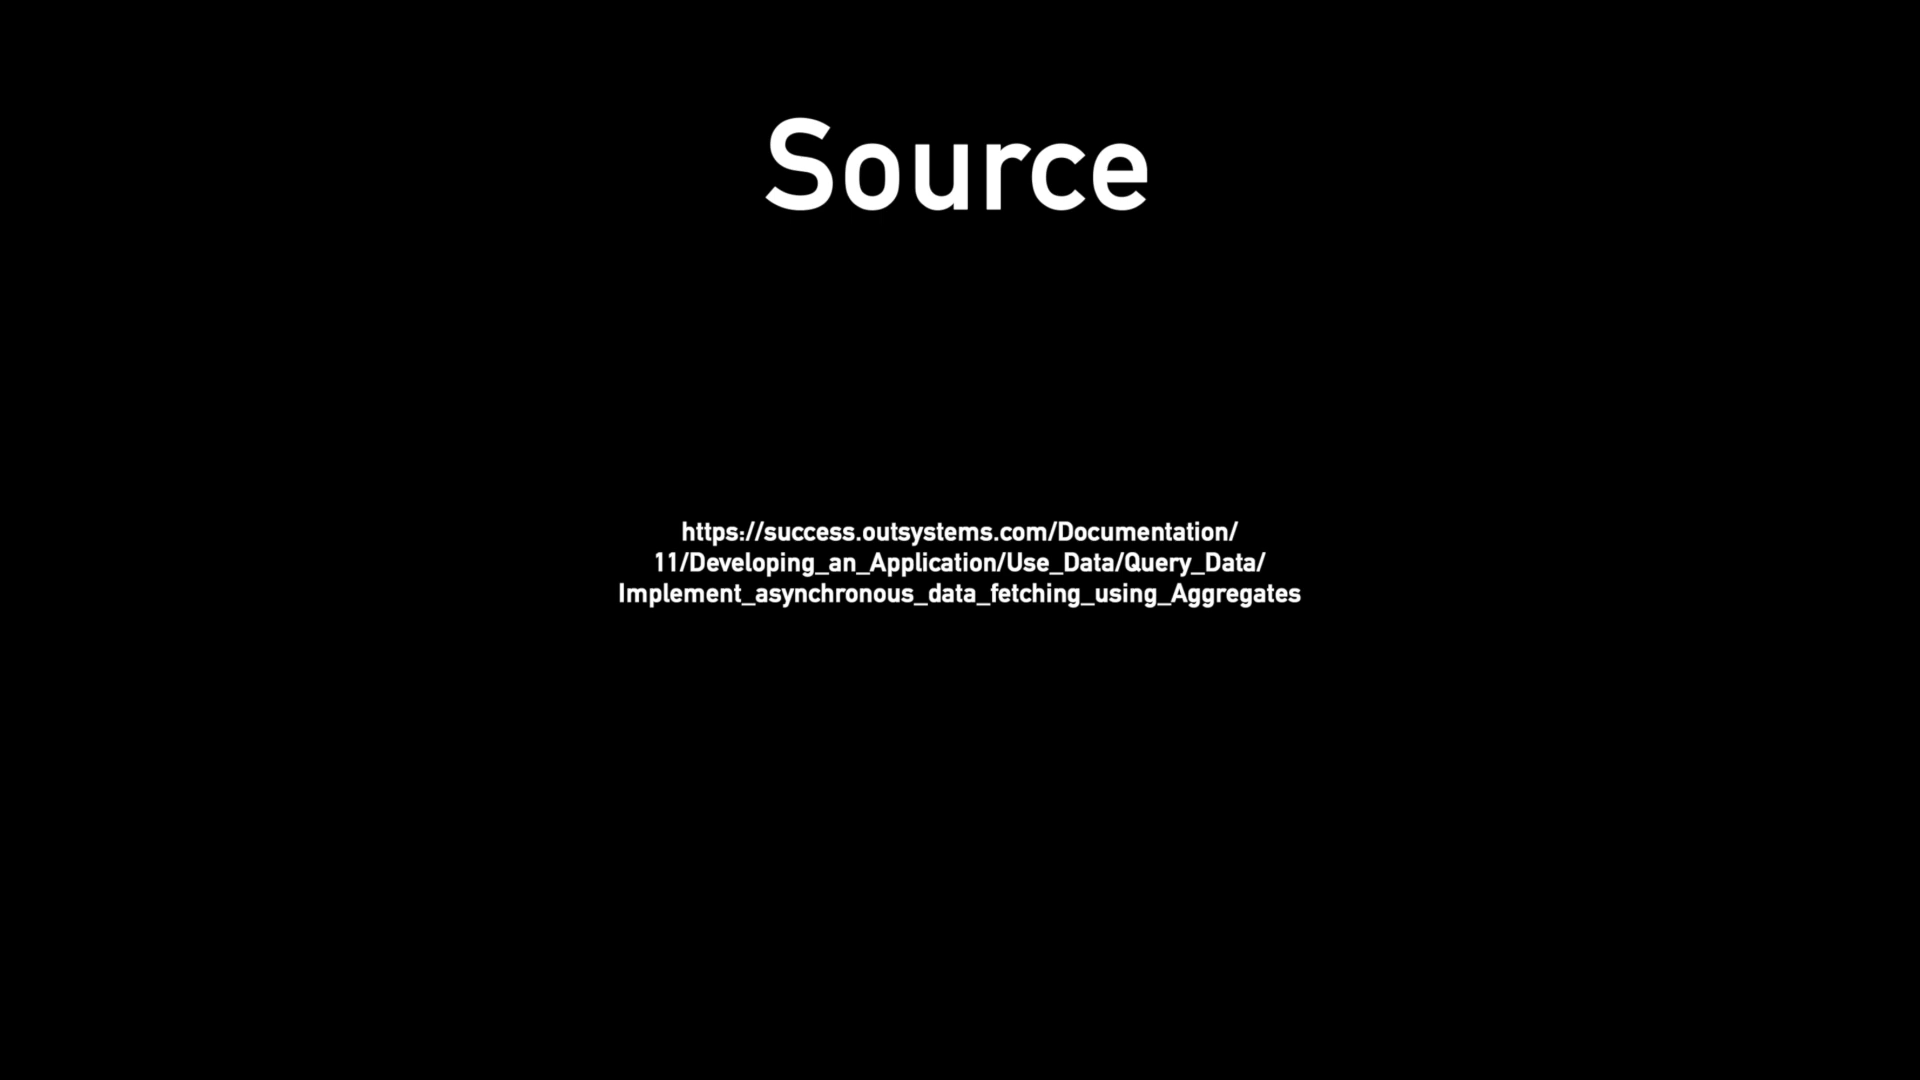 Source
https://success.outsystems.com/Documentation/
11/Developing_an_Application/Use_Data/Query_Data/
Implement_asynchronous_data_fetching_using_Aggregates